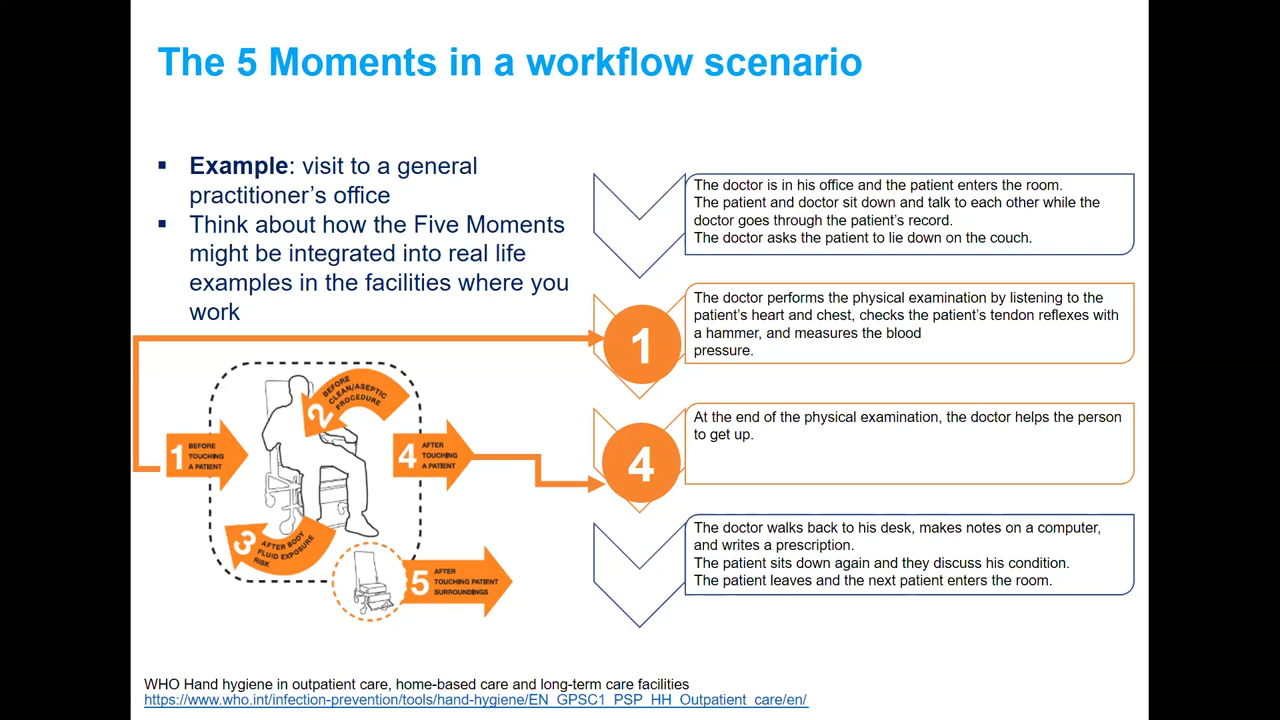 The 5 Moments in a workflow scenario
▪ Example: visit to a general
practitioner’s office
▪ Think about how the Five Moments
might be integrated into real life
examples in the facilities where you
work
The doctor is in his office and the patient enters the room.
The patient and doctor sit down and talk to each other while the
doctor goes through the patient’s record.
The doctor asks the patient to lie down on the couch.
1
The doctor performs the physical examination by listening to the
patient’s heart and chest, checks the patient’s tendon reflexes with
a hammer, and measures the blood
pressure.
4
At the end of the physical examination, the doctor helps the person
to get up.
The doctor walks back to his desk, makes notes on a computer,
and writes a prescription.
The patient sits down again and they discuss his condition.
The patient leaves and the next patient enters the room.
1
BEFORE
TOUCHING
A PATIENT
2
BEFORE
CLEAN/ASEPTIC
PROCEDURE
3
AFTER BODY
FLUID EXPOSURE
RISK
4
AFTER
TOUCHING
A PATIENT
5
AFTER
TOUCHING PATIENT
SURROUNDINGS
WHO Hand hygiene in outpatient care, home-based care and long-term care facilities
https://www.who.int/infection-prevention/tools/hand-hygiene/EN_GPSC1_PSP_HH_Outpatient_care/en/